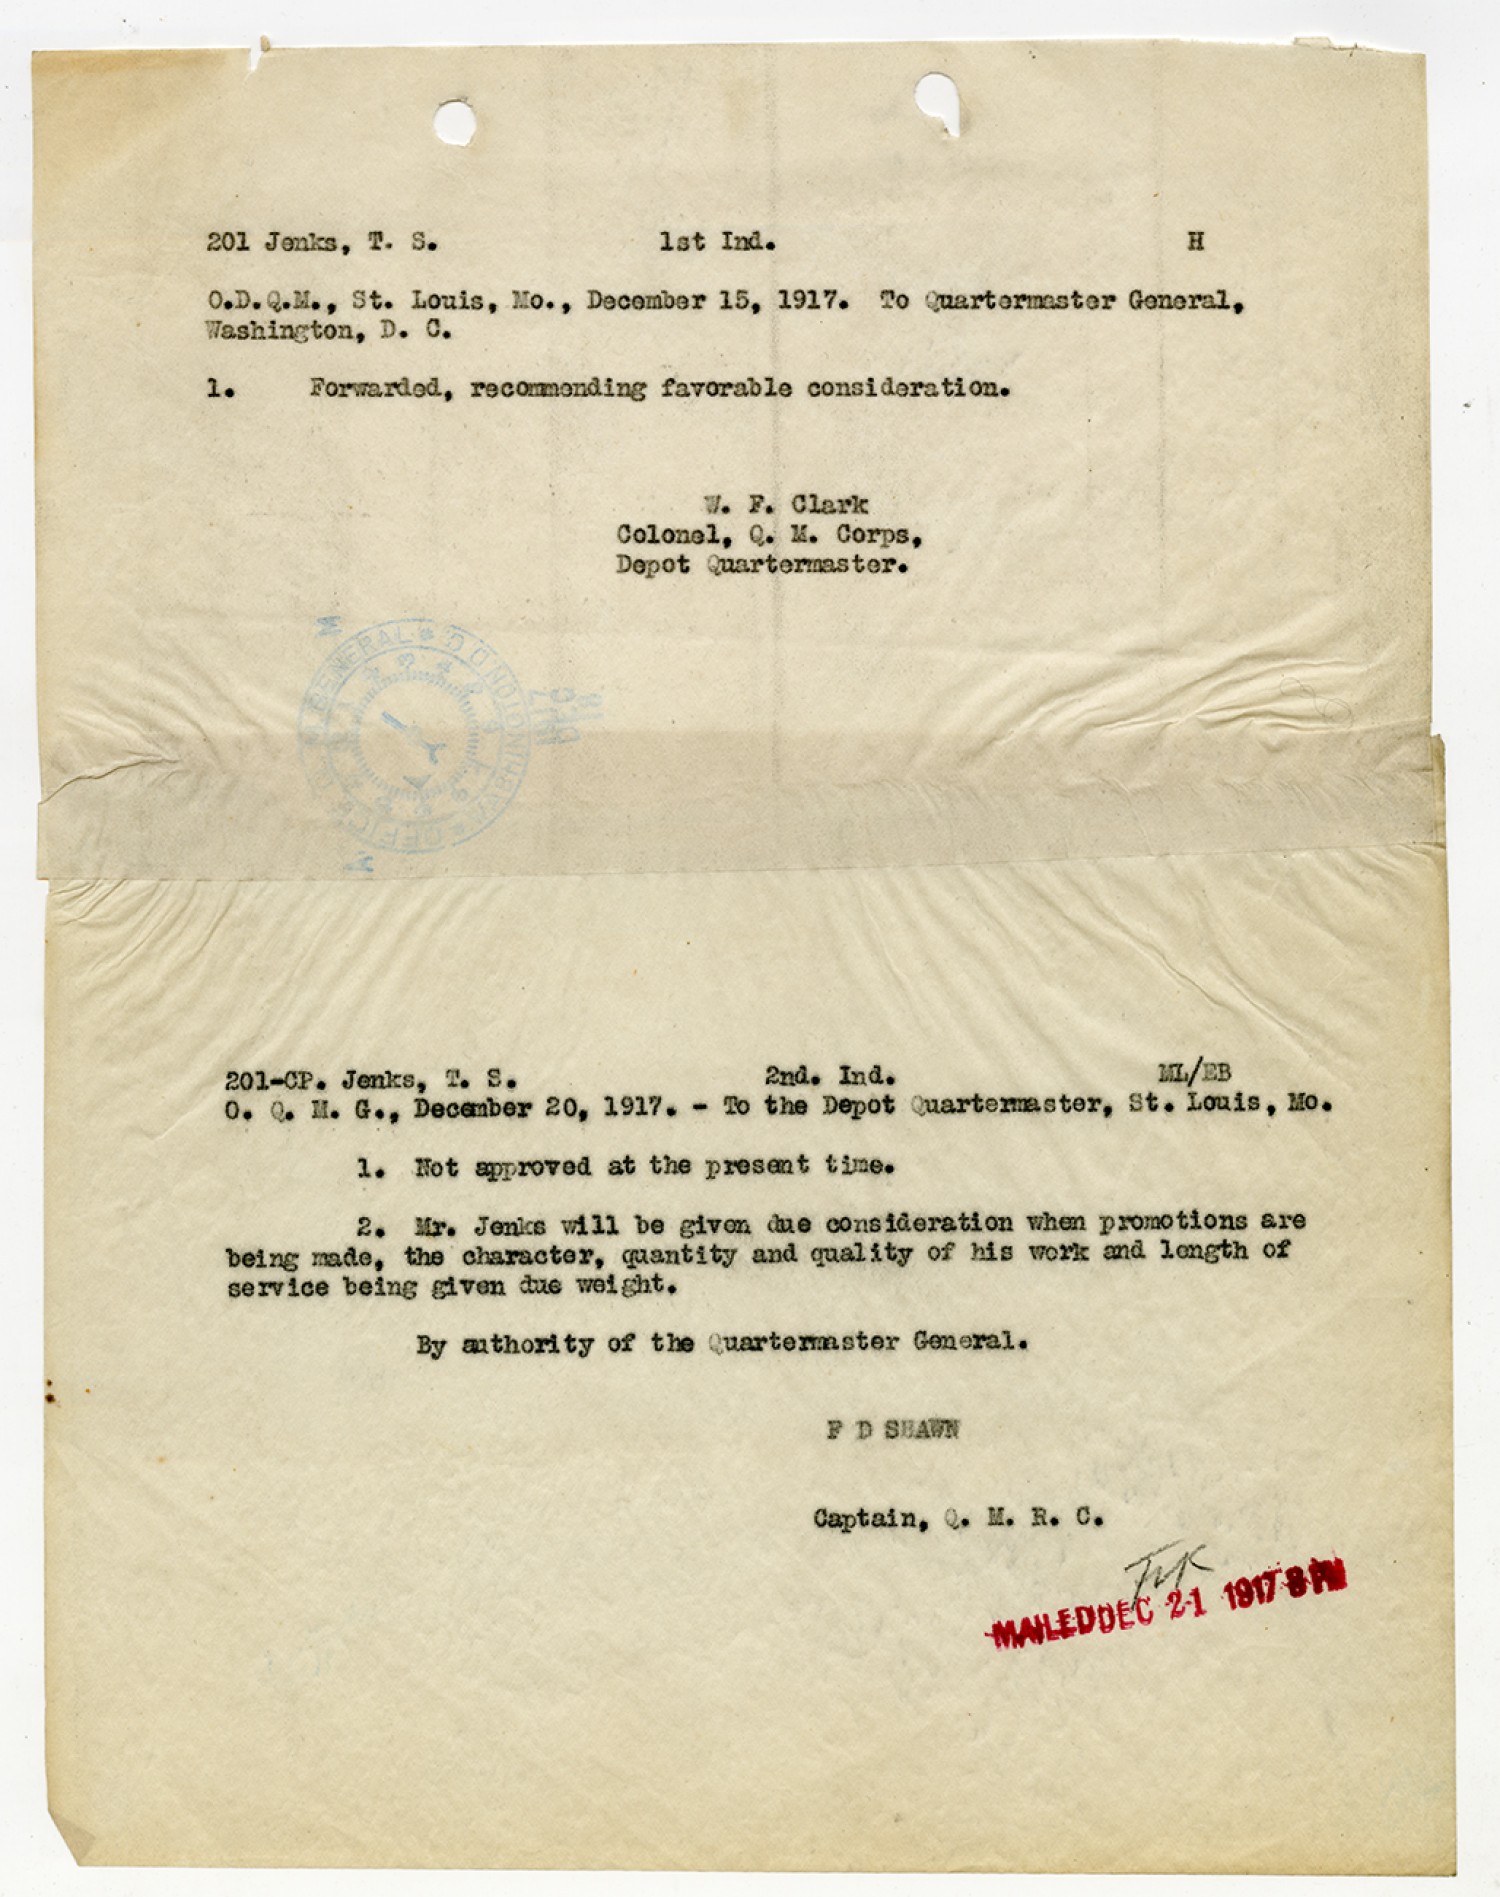 201 Jenks, T. S. 1st Ind. H
O.D.Q.M., St. Louis, Mo., December 15, 1917. To Quartermaster General,
Washington, D. C.
1. Forwarded, recommending favorable consideration.
W. F. Clark
Colonel, Q. M. Corps,
Depot Quartermaster.
GENERAL * WASHINGTON, D.C. * OFFICE
201-CP. Jenks, T. S. 2nd. Ind. ML/EB
O. Q. M. G., December 20, 1917. - To the Depot Quartermaster, St. Louis, Mo.
1. Not approved at the present time.
2. Mr. Jenks will be given due consideration when promotions are
being made, the character, quantity and quality of his work and length of
service being given due weight.
By authority of the Quartermaster General.
F D SHAWN
Captain, Q. M. R. C.
MAILED DEC 21 1917 8 PM